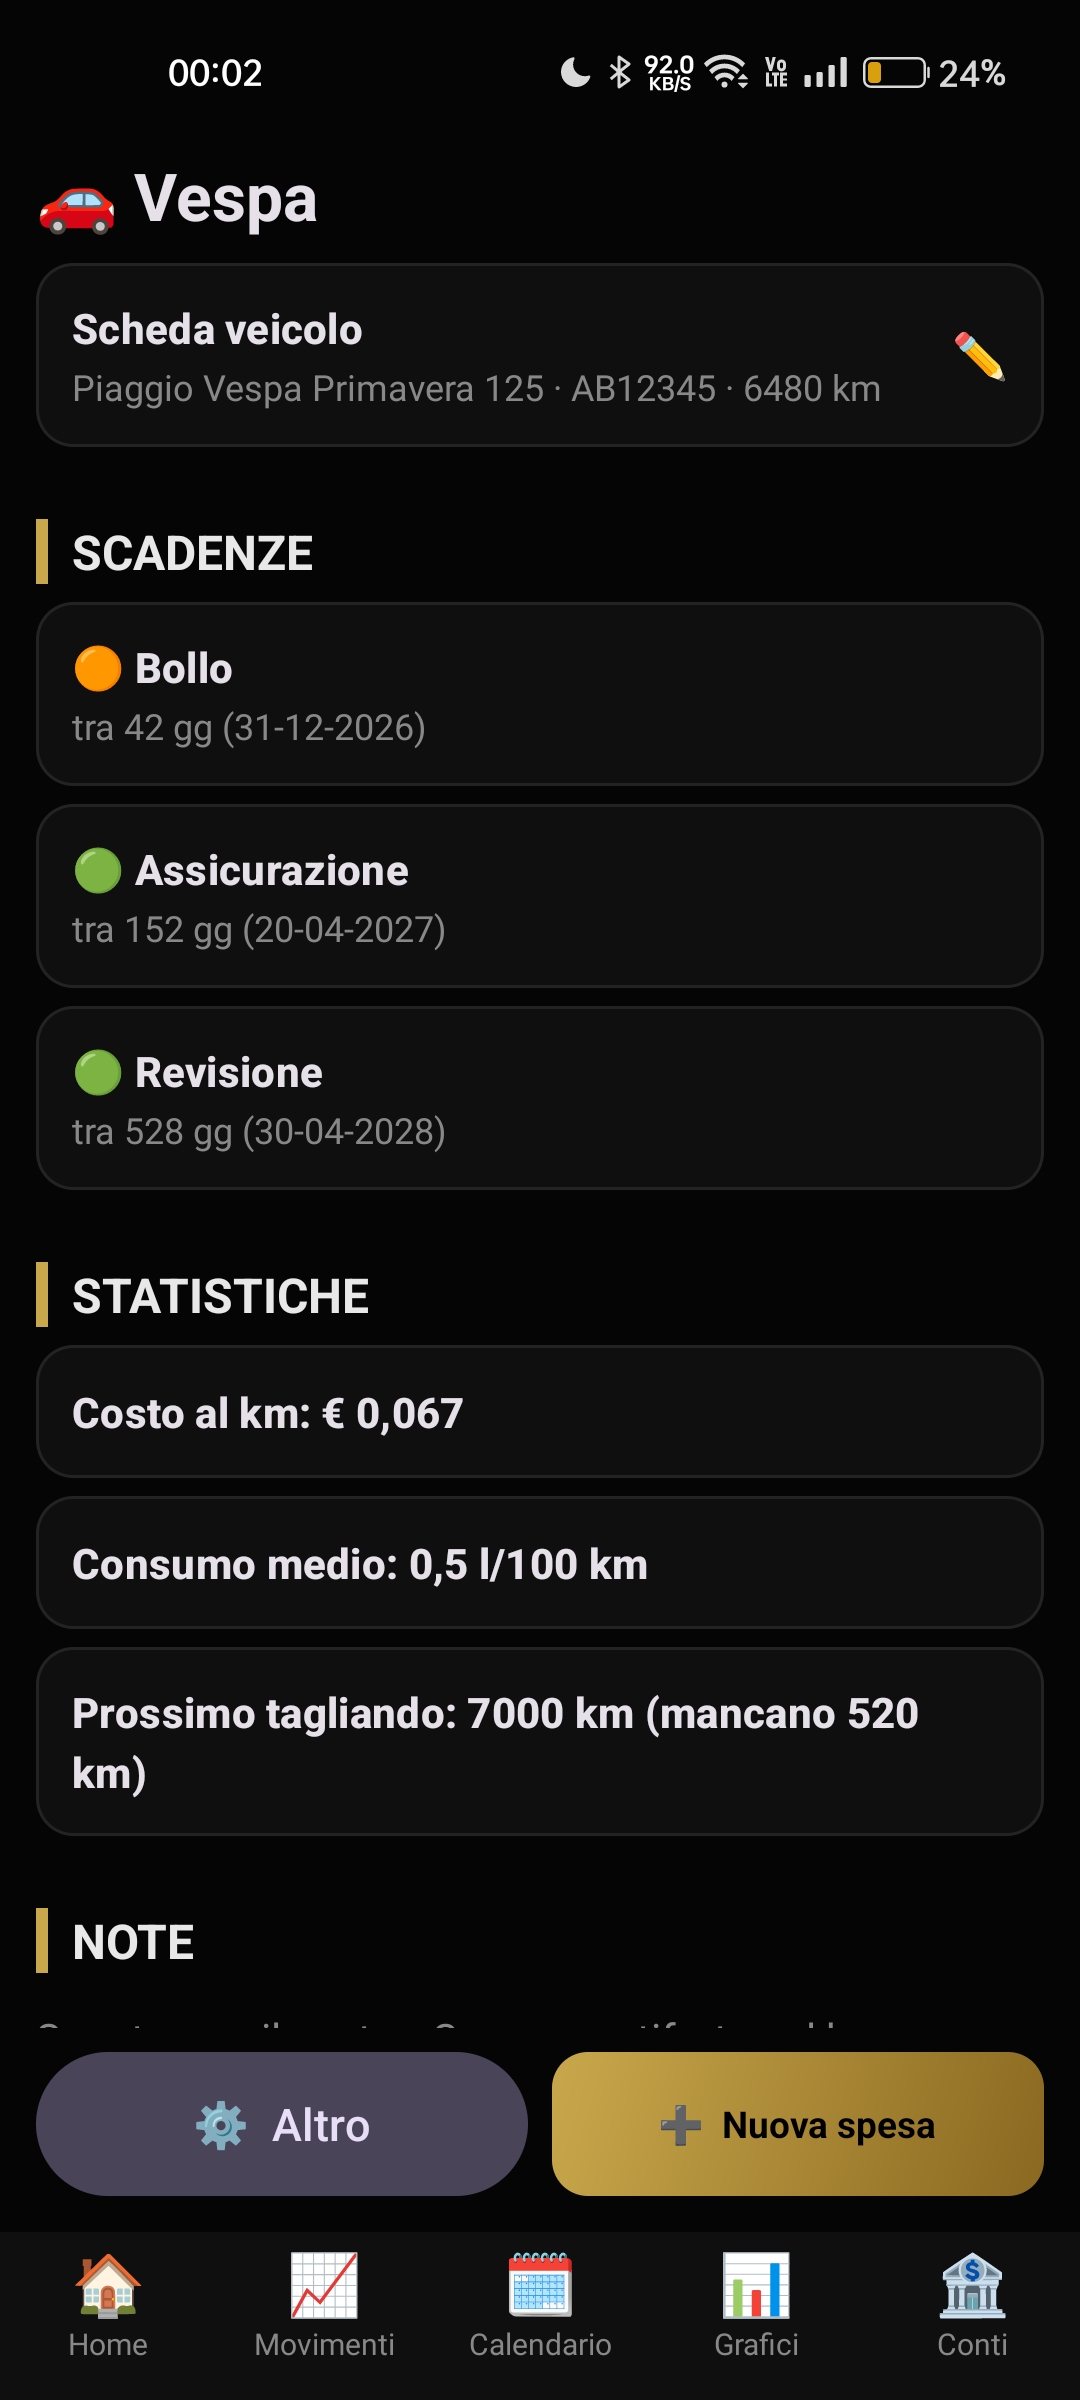 00:02 92.0 KB/S Vo LTE 24%
Vespa
Scheda veicolo
Piaggio Vespa Primavera 125 · AB12345 · 6480 km
SCADENZE
Bollo
tra 42 gg (31-12-2026)
Assicurazione
tra 152 gg (20-04-2027)
Revisione
tra 528 gg (30-04-2028)
STATISTICHE
Costo al km: € 0,067
Consumo medio: 0,5 l/100 km
Prossimo tagliando: 7000 km (mancano 520
km)
NOTE
Altro
Nuova spesa
Home Movimenti Calendario Grafici Conti